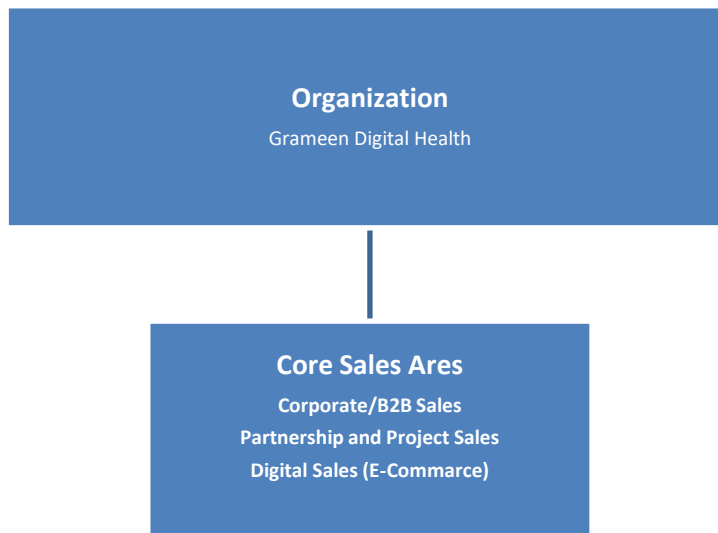 Organization
Grameen Digital Health
Core Sales Ares
Corporate/B2B Sales
Partnership and Project Sales
Digital Sales (E-Commarce)